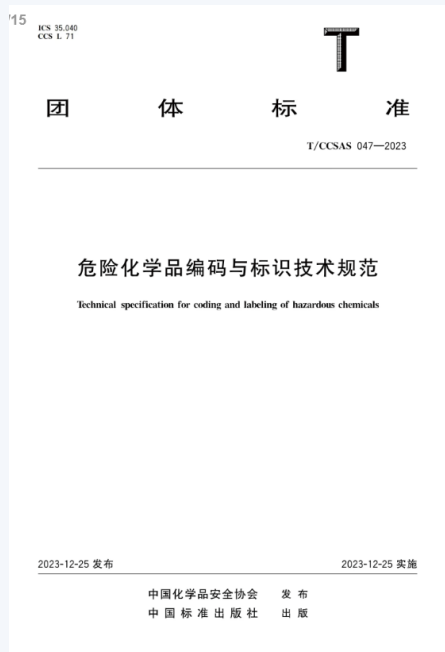 /15
ICS 35.040
CCS L 71
T
团体标准
T/CCSAS 047—2023
危险化学品编码与标识技术规范
Technical specification for coding and labeling of hazardous chemicals
2023-12-25 发布 2023-12-25 实施
中国化学品安全协会 发布
中国标准出版社 出版